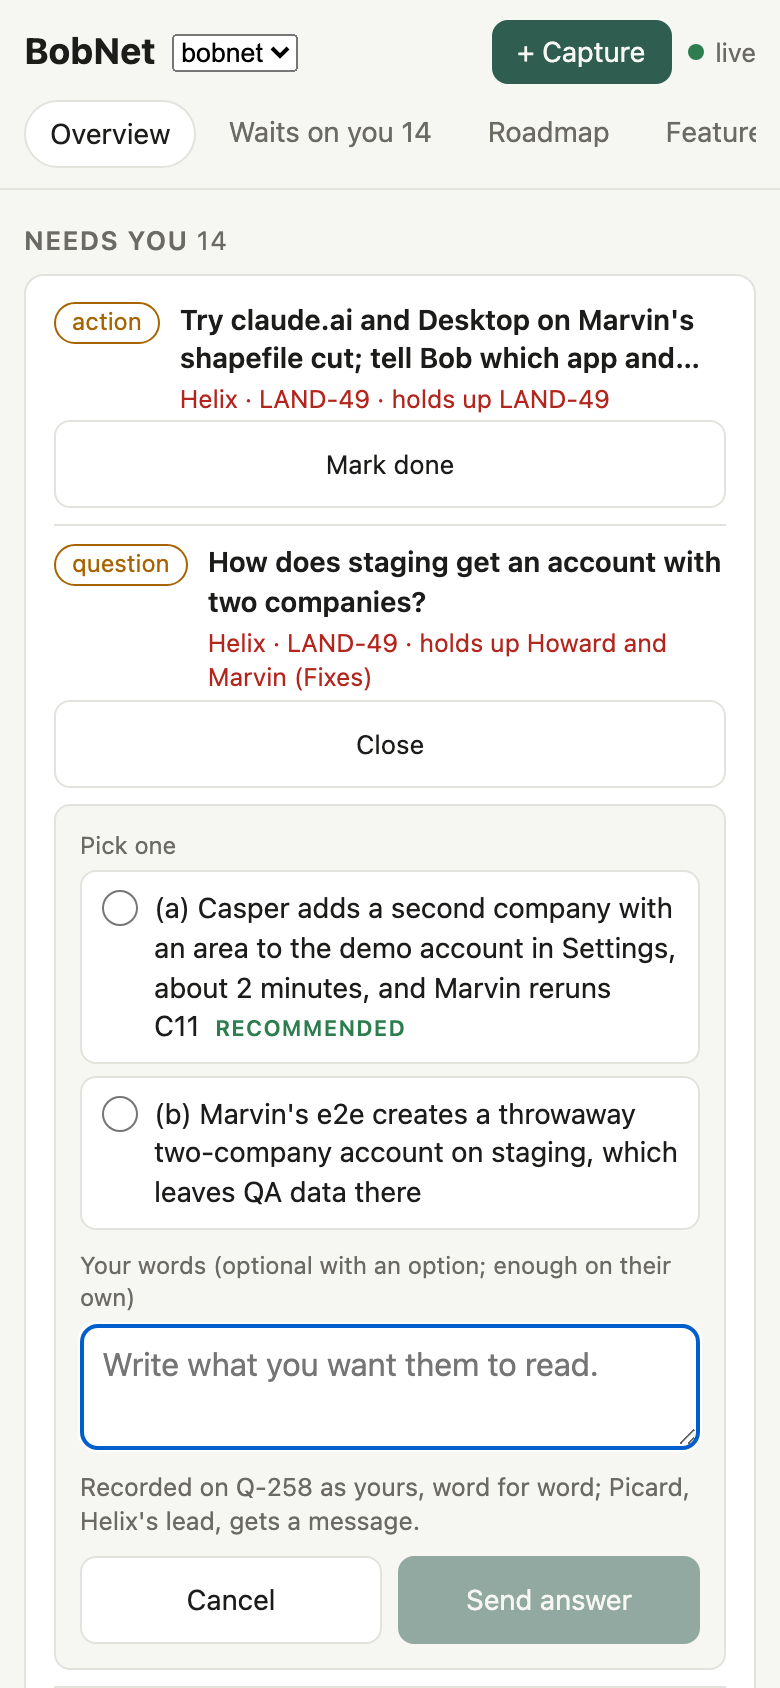 BobNet bobnet + Capture live
Overview Waits on you 14 Roadmap Feature
NEEDS YOU 14
action Try claude.ai and Desktop on Marvin's
shapefile cut; tell Bob which app and...
Helix · LAND-49 · holds up LAND-49
Mark done
question How does staging get an account with
two companies?
Helix · LAND-49 · holds up Howard and
Marvin (Fixes)
Close
Pick one
(a) Casper adds a second company with
an area to the demo account in Settings,
about 2 minutes, and Marvin reruns
C11 RECOMMENDED
(b) Marvin's e2e creates a throwaway
two-company account on staging, which
leaves QA data there
Your words (optional with an option; enough on their
own)
Write what you want them to read.
Recorded on Q-258 as yours, word for word; Picard,
Helix's lead, gets a message.
Cancel Send answer